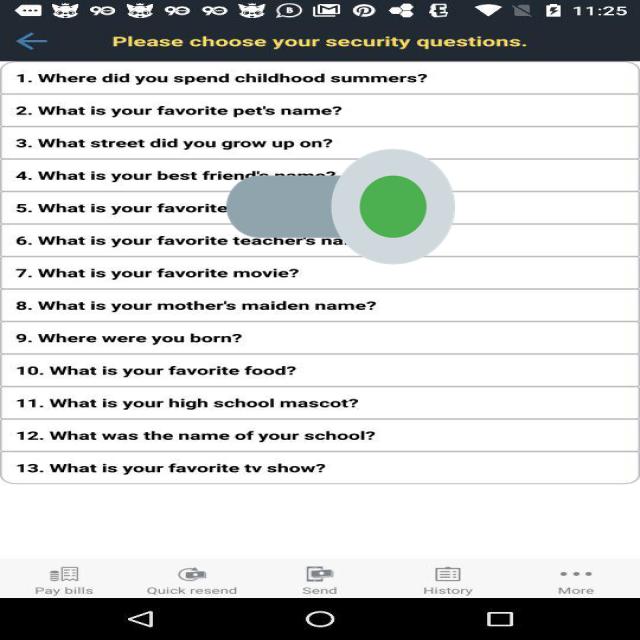 11:25
Please choose your security questions.
1. Where did you spend childhood summers?
2. What is your favorite pet's name?
3. What street did you grow up on?
4. What is your best friend's name?
5. What is your favorite
6. What is your favorite teacher's
7. What is your favorite movie?
8. What is your mother's maiden name?
9. Where were you born?
10. What is your favorite food?
11. What is your high school mascot?
12. What was the name of your school?
13. What is your favorite tv show?
Pay bills Quick resend Send History More